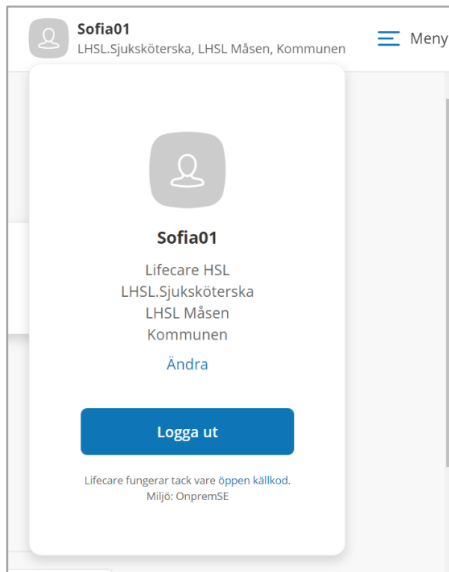 Sofia01
LHSL.Sjuksköterska, LHSL Måsen, Kommunen
Meny
Sofia01
Lifecare HSL
LHSL.Sjuksköterska
LHSL Måsen
Kommunen
Ändra
Logga ut
Lifecare fungerar tack vare öppen källkod.
Miljö: OnpremSE